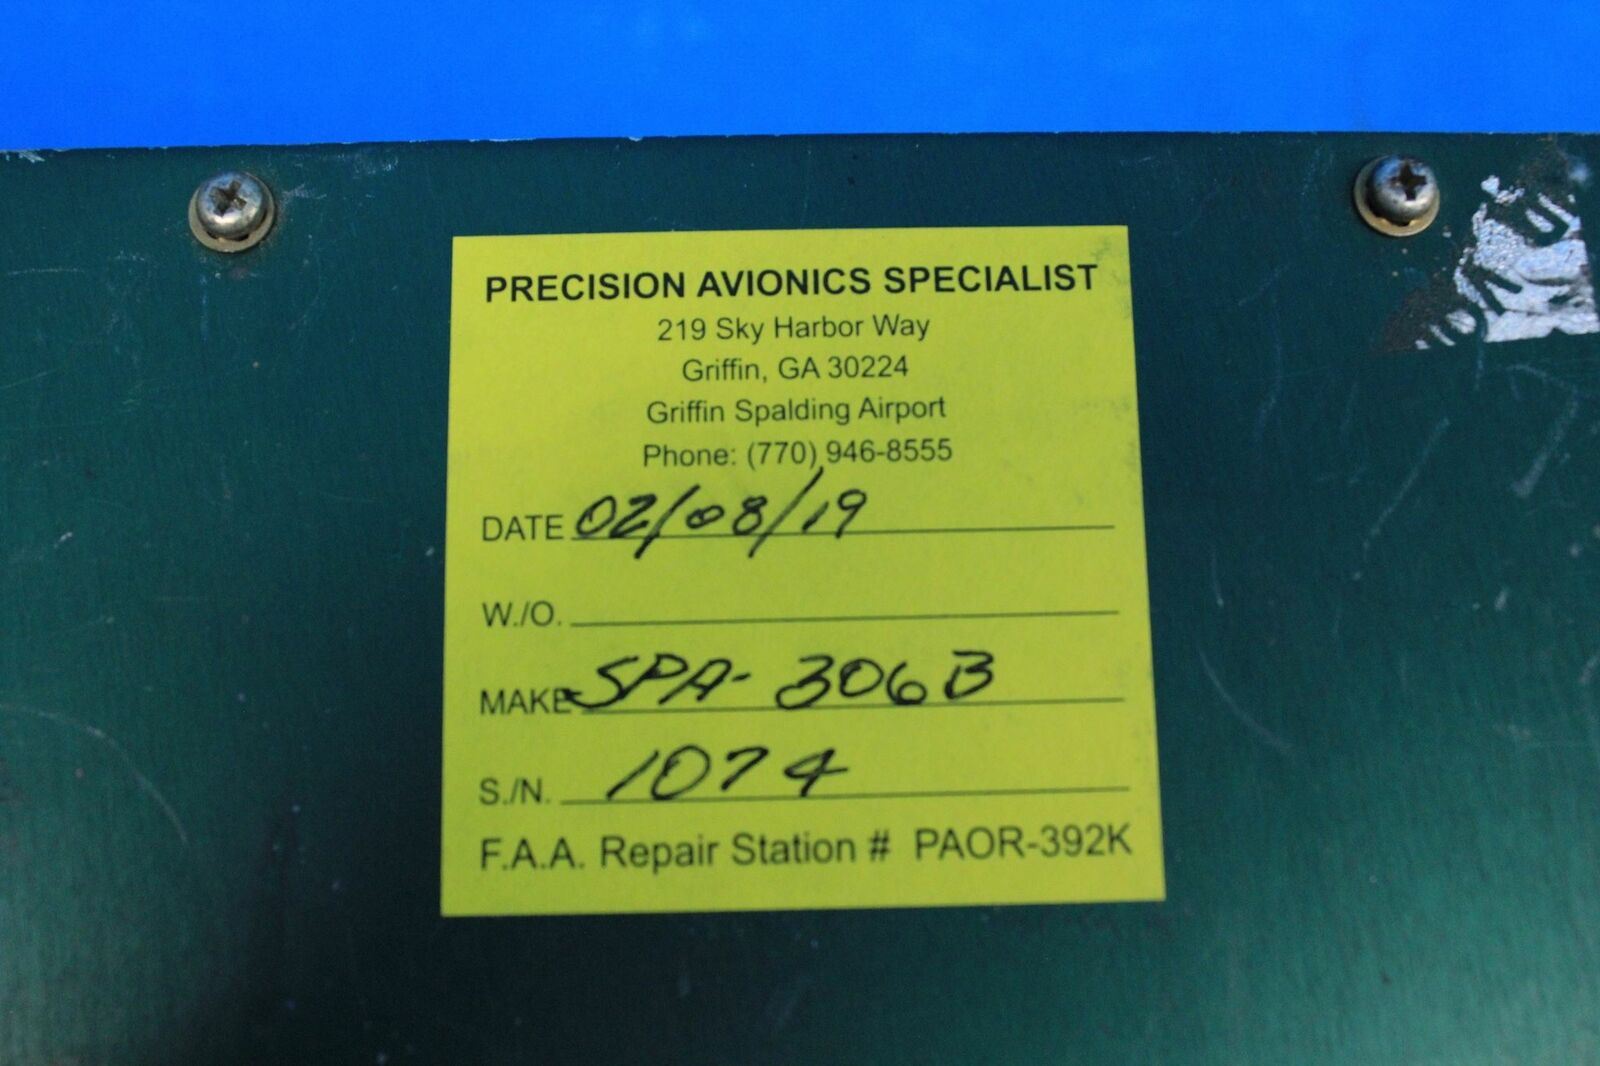 PRECISION AVIONICS SPECIALIST
219 Sky Harbor Way
Griffin, GA 30224
Griffin Spalding Airport
Phone: (770) 946-8555
DATE 02/08/19
W./O.
MAKE SPA-306B
S./N. 1074
F.A.A. Repair Station # PAOR-392K